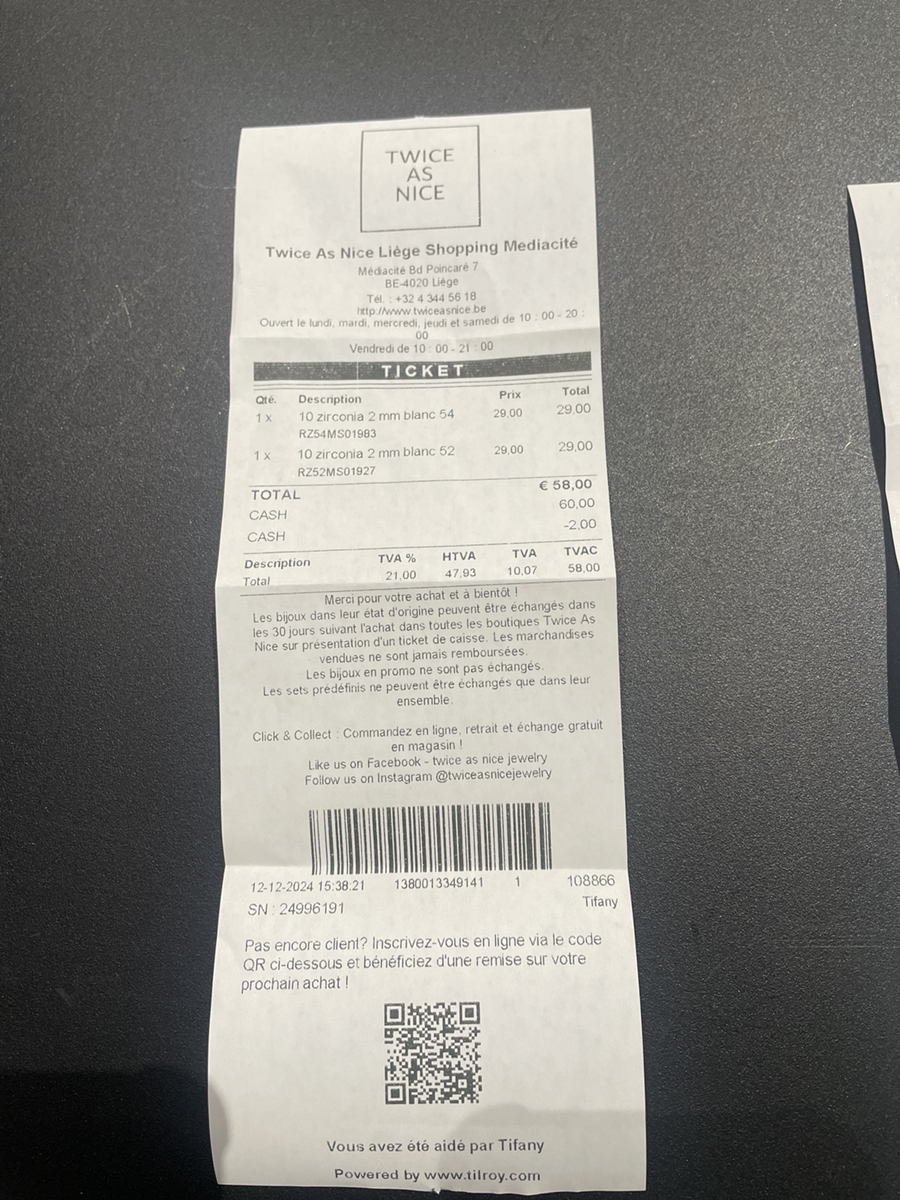 TWICE
AS
NICE
Twice As Nice Liège Shopping Mediacité
Médiacité Bd Poincaré 7
BE-4020 Liège
Tél. : +32 4 344 56 18
http://www.twiceasnice.be
Ouvert le lundi, mardi, mercredi, jeudi et samedi de 10 : 00 - 20 :
00
Vendredi de 10 : 00 - 21 : 00
TICKET
Qté. Description Prix Total
1 x 10 zirconia 2 mm blanc 54 29,00 29,00
RZ54MS01983
1 x 10 zirconia 2 mm blanc 52 29,00 29,00
RZ52MS01927
TOTAL € 58,00
CASH 60,00
CASH -2,00
Description TVA % HTVA TVA TVAC
Total 21,00 47,93 10,07 58,00
Merci pour votre achat et à bientôt !
Les bijoux dans leur état d'origine peuvent être échangés dans
les 30 jours suivant l'achat dans toutes les boutiques Twice As
Nice sur présentation d'un ticket de caisse. Les marchandises
vendues ne sont jamais remboursées.
Les bijoux en promo ne sont pas échangés.
Les sets prédéfinis ne peuvent être échangés que dans leur
ensemble.
Click & Collect : Commandez en ligne, retrait et échange gratuit
en magasin !
Like us on Facebook - twice as nice jewelry
Follow us on Instagram @twiceasnicejewelry
12-12-2024 15:38:21 1380013349141 1 108866
SN : 24996191 Tifany
Pas encore client? Inscrivez-vous en ligne via le code
QR ci-dessous et bénéficiez d'une remise sur votre
prochain achat !
Vous avez été aidé par Tifany
Powered by www.tilroy.com